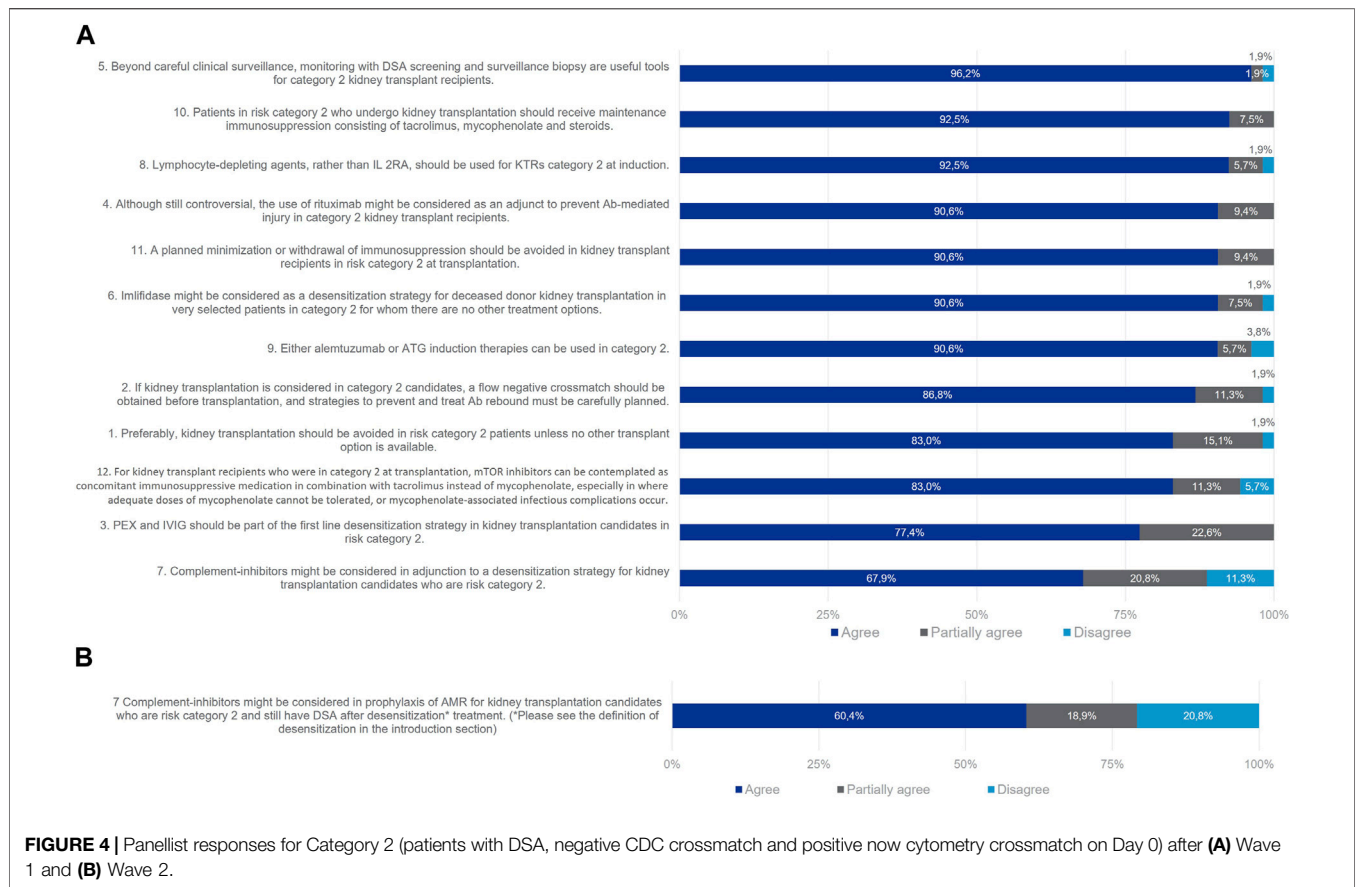 A
5. Beyond careful clinical surveillance, monitoring with DSA screening and surveillance biopsy are useful tools
for category 2 kidney transplant recipients.
96,2%
1,9%
1,9%
10. Patients in risk category 2 who undergo kidney transplantation should receive maintenance
immunosuppression consisting of tacrolimus, mycophenolate and steroids.
92,5%
7,5%
8. Lymphocyte-depleting agents, rather than IL 2RA, should be used for KTRs category 2 at induction.
92,5%
5,7%
1,9%
4. Although still controversial, the use of rituximab might be considered as an adjunct to prevent Ab-mediated
injury in category 2 kidney transplant recipients.
90,6%
9,4%
11. A planned minimization or withdrawal of immunosuppression should be avoided in kidney transplant
recipients in risk category 2 at transplantation.
90,6%
9,4%
6. Imlifidase might be considered as a desensitization strategy for deceased donor kidney transplantation in
very selected patients in category 2 for whom there are no other treatment options.
90,6%
7,5%
1,9%
9. Either alemtuzumab or ATG induction therapies can be used in category 2.
90,6%
5,7%
3,8%
2. If kidney transplantation is considered in category 2 candidates, a flow negative crossmatch should be
obtained before transplantation, and strategies to prevent and treat Ab rebound must be carefully planned.
86,8%
11,3%
1,9%
1. Preferably, kidney transplantation should be avoided in risk category 2 patients unless no other transplant
option is available.
83,0%
15,1%
1,9%
12. For kidney transplant recipients who were in category 2 at transplantation, mTOR inhibitors can be contemplated as
concomitant immunosuppressive medication in combination with tacrolimus instead of mycophenolate, especially in where
adequate doses of mycophenolate cannot be tolerated, or mycophenolate-associated infectious complications occur.
83,0%
11,3%
5,7%
3. PEX and IVIG should be part of the first line desensitization strategy in kidney transplantation candidates in
risk category 2.
77,4%
22,6%
7. Complement-inhibitors might be considered in adjunction to a desensitization strategy for kidney
transplantation candidates who are risk category 2.
67,9%
20,8%
11,3%
0% 25% 50% 75% 100%
Agree Partially agree Disagree
B
7 Complement-inhibitors might be considered in prophylaxis of AMR for kidney transplantation candidates
who are risk category 2 and still have DSA after desensitization* treatment. (*Please see the definition of
desensitization in the introduction section)
60,4%
18,9%
20,8%
0% 25% 50% 75% 100%
Agree Partially agree Disagree
FIGURE 4 | Panellist responses for Category 2 (patients with DSA, negative CDC crossmatch and positive now cytometry crossmatch on Day 0) after (A) Wave
1 and (B) Wave 2.